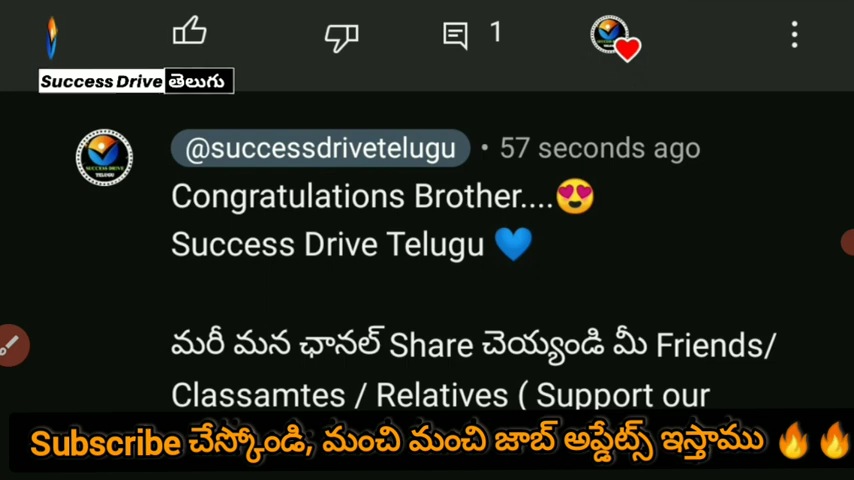 1
Success Drive తెలుగు
@successdrivetelugu • 57 seconds ago
Congratulations Brother....😍
Success Drive Telugu 💙
మరీ మన ఛానల్ Share చెయ్యండి మీ Friends/
Classamtes / Relatives ( Support our
Subscribe చేస్కోండి, మంచి మంచి జాబ్ అప్డేట్స్ ఇస్తాము 🔥🔥